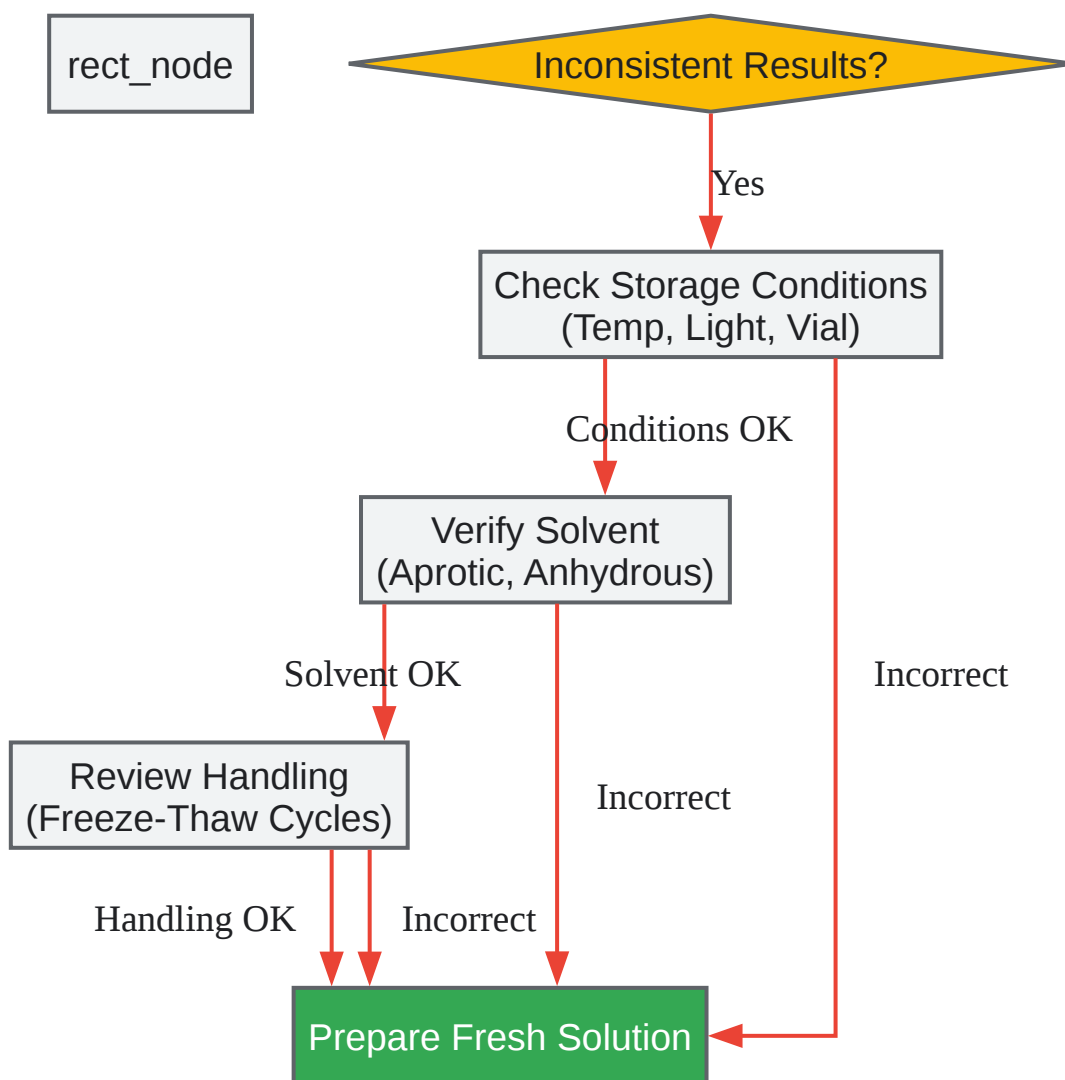 rect_node
Inconsistent Results?
Yes
Check Storage Conditions
(Temp, Light, Vial)
Conditions OK
Verify Solvent
(Aprotic, Anhydrous)
Solvent OK
Incorrect
Review Handling
(Freeze-Thaw Cycles)
Incorrect
Handling OK
Incorrect
Prepare Fresh Solution